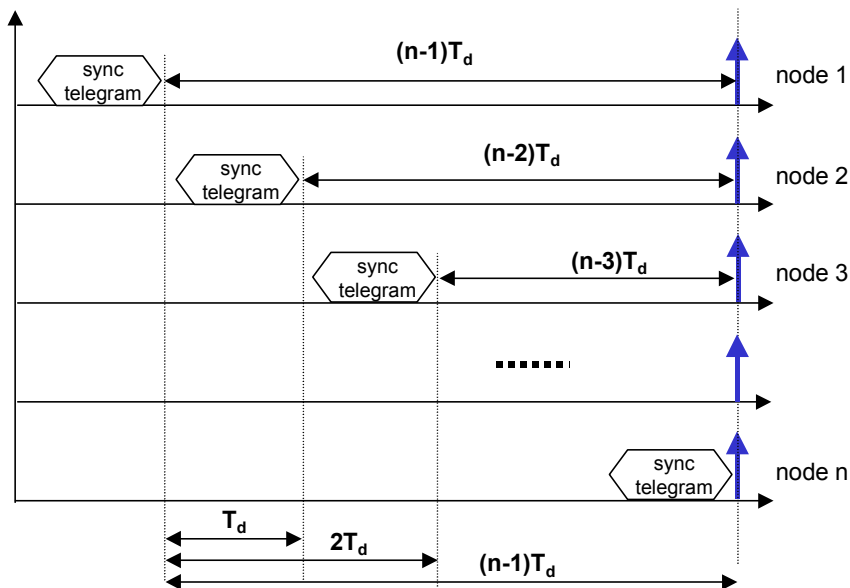 (n-1)T_d
sync
telegram
node 1
(n-2)T_d
sync
telegram
node 2
(n-3)T_d
sync
telegram
node 3
sync
telegram
node n
T_d
2T_d
(n-1)T_d